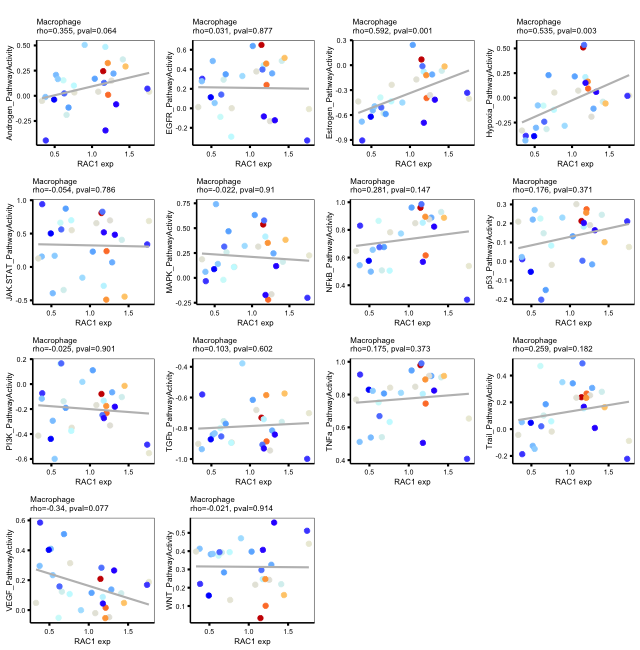 Macrophage
rho=0.355, pval=0.064
Macrophage
rho=0.031, pval=0.877
Macrophage
rho=0.592, pval=0.001
Macrophage
rho=0.535, pval=0.003
Androgen_PathwayActivity
0.50
0.25
0.00
-0.25
0.5 1.0 1.5
RAC1 exp
EGFR_PathwayActivity
0.6
0.4
0.2
0.0
-0.2
0.5 1.0 1.5
RAC1 exp
Estrogen_PathwayActivity
0.3
0.0
-0.3
-0.6
-0.9
0.5 1.0 1.5
RAC1 exp
Hypoxia_PathwayActivity
0.50
0.25
0.00
-0.25
0.5 1.0 1.5
RAC1 exp
Macrophage
rho=-0.054, pval=0.786
Macrophage
rho=-0.022, pval=0.91
Macrophage
rho=0.281, pval=0.147
Macrophage
rho=0.176, pval=0.371
JAK-STAT_PathwayActivity
1.0
0.5
0.0
-0.5
0.5 1.0 1.5
RAC1 exp
MAPK_PathwayActivity
0.75
0.50
0.25
0.00
-0.25
0.5 1.0 1.5
RAC1 exp
NFkB_PathwayActivity
1.0
0.8
0.6
0.4
0.5 1.0 1.5
RAC1 exp
p53_PathwayActivity
0.3
0.2
0.1
0.0
-0.1
-0.2
0.5 1.0 1.5
RAC1 exp
Macrophage
rho=-0.025, pval=0.901
Macrophage
rho=0.103, pval=0.602
Macrophage
rho=0.175, pval=0.373
Macrophage
rho=0.259, pval=0.182
PI3K_PathwayActivity
0.2
0.0
-0.2
-0.4
-0.6
0.5 1.0 1.5
RAC1 exp
TGFb_PathwayActivity
-0.4
-0.6
-0.8
-1.0
0.5 1.0 1.5
RAC1 exp
TNFa_PathwayActivity
1.0
0.8
0.6
0.4
0.5 1.0 1.5
RAC1 exp
Trail_PathwayActivity
0.4
0.2
0.0
-0.2
0.5 1.0 1.5
RAC1 exp
Macrophage
rho=-0.34, pval=0.077
Macrophage
rho=-0.021, pval=0.914
VEGF_PathwayActivity
0.6
0.4
0.2
0.0
0.5 1.0 1.5
RAC1 exp
WNT_PathwayActivity
0.5
0.4
0.3
0.2
0.1
0.5 1.0 1.5
RAC1 exp